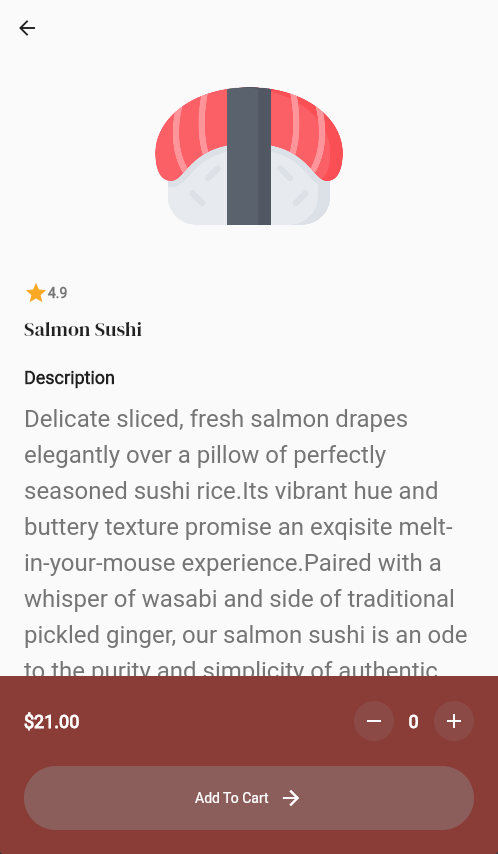 4.9
Salmon Sushi
Description
Delicate sliced, fresh salmon drapes
elegantly over a pillow of perfectly
seasoned sushi rice.Its vibrant hue and
buttery texture promise an exqisite melt-
in-your-mouse experience.Paired with a
whisper of wasabi and side of traditional
pickled ginger, our salmon sushi is an ode
to the purity and simplicity of authentic
$21.00
0
Add To Cart